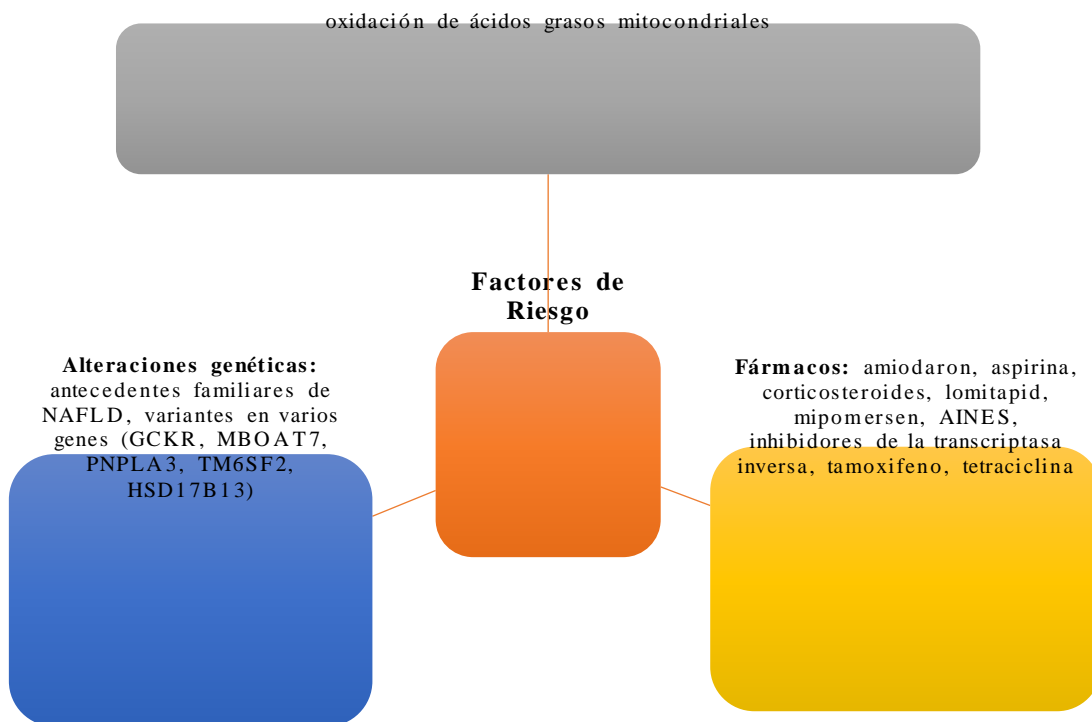 oxidación de ácidos grasos mitocondriales
Factores de
Riesgo
Alteraciones genéticas:
antecedentes familiares de
NAFLD, variantes en varios
genes (GCKR, MBOAT7,
PNPLA3, TM6SF2,
HSD17B13)
Fármacos: amiodaron, aspirina,
corticosteroides, lomitapid,
mipomersen, AINES,
inhibidores de la transcriptasa
inversa, tamoxifeno, tetraciclina